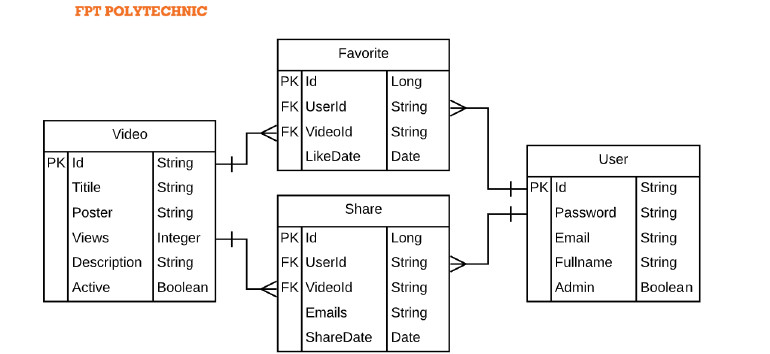 FPT POLYTECHNIC
Favorite
PK Id Long
FK UserId String
FK VideoId String
LikeDate Date
Video
PK Id String
Titile String
Poster String
Views Integer
Description String
Active Boolean
Share
PK Id Long
FK UserId String
FK VideoId String
Emails String
ShareDate Date
User
PK Id String
Password String
Email String
Fullname String
Admin Boolean